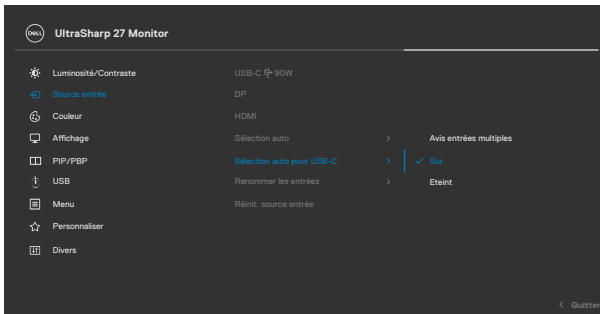 DELL UltraSharp 27 Monitor
Luminosité/Contraste
USB-C 90W
Source entrée
DP
Couleur
HDMI
Affichage
Sélection auto
Avis entrées multiples
PIP/PBP
Sélection auto pour USB-C
Sur
USB
Renommer les entrées
Eteint
Menu
Réinit. source entrée
Personnaliser
Divers
Quitter